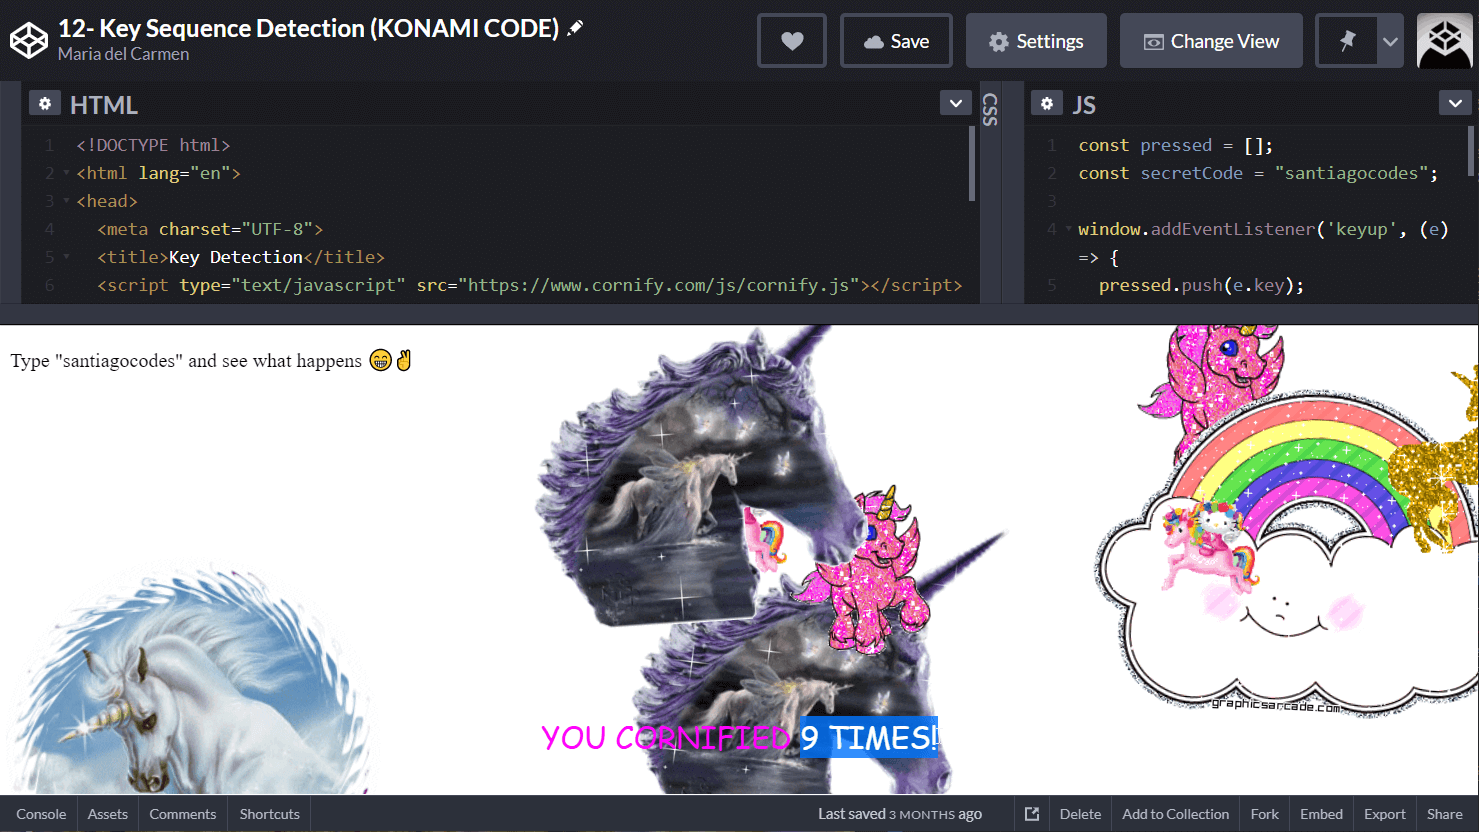 12- Key Sequence Detection (KONAMI CODE)
Maria del Carmen
Save
Settings
Change View
HTML
CSS
JS
1 <!DOCTYPE html>
2 <html lang="en">
3 <head>
4 <meta charset="UTF-8">
5 <title>Key Detection</title>
6 <script type="text/javascript" src="https://www.cornify.com/js/cornify.js"></script>
1 const pressed = [];
2 const secretCode = "santiagocodes";
3
4 window.addEventListener('keyup', (e)
=> {
5 pressed.push(e.key);
Type "santiagocodes" and see what happens 😁✌
graphicsarcade.com
YOU CORNIFIED 9 TIMES!
Console
Assets
Comments
Shortcuts
Last saved 3 MONTHS ago
Delete
Add to Collection
Fork
Embed
Export
Share